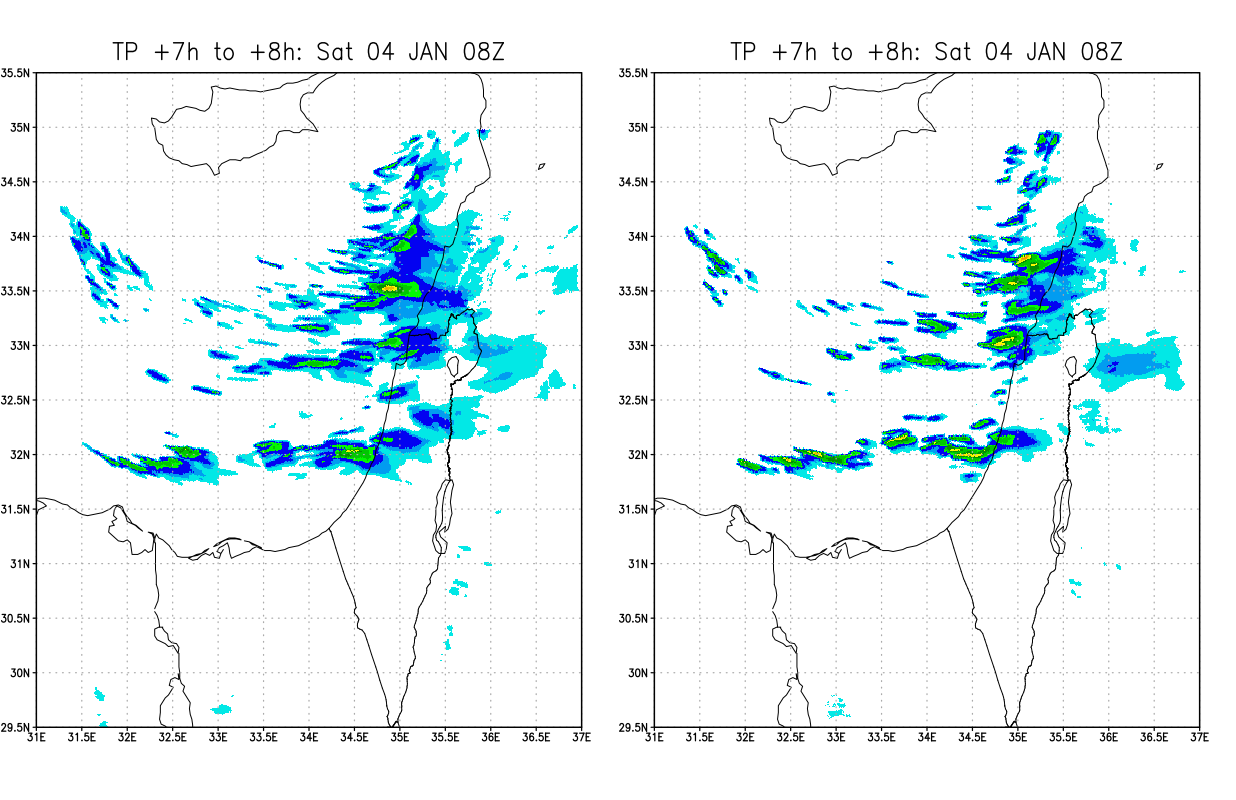 TP +7h to +8h: Sat 04 JAN 08Z
35.5N
35N
34.5N
34N
33.5N
33N
32.5N
32N
31.5N
31N
30.5N
30N
29.5N
31E 31.5E 32E 32.5E 33E 33.5E 34E 34.5E 35E 35.5E 36E 36.5E 37E
TP +7h to +8h: Sat 04 JAN 08Z
35.5N
35N
34.5N
34N
33.5N
33N
32.5N
32N
31.5N
31N
30.5N
30N
29.5N
31E 31.5E 32E 32.5E 33E 33.5E 34E 34.5E 35E 35.5E 36E 36.5E 37E